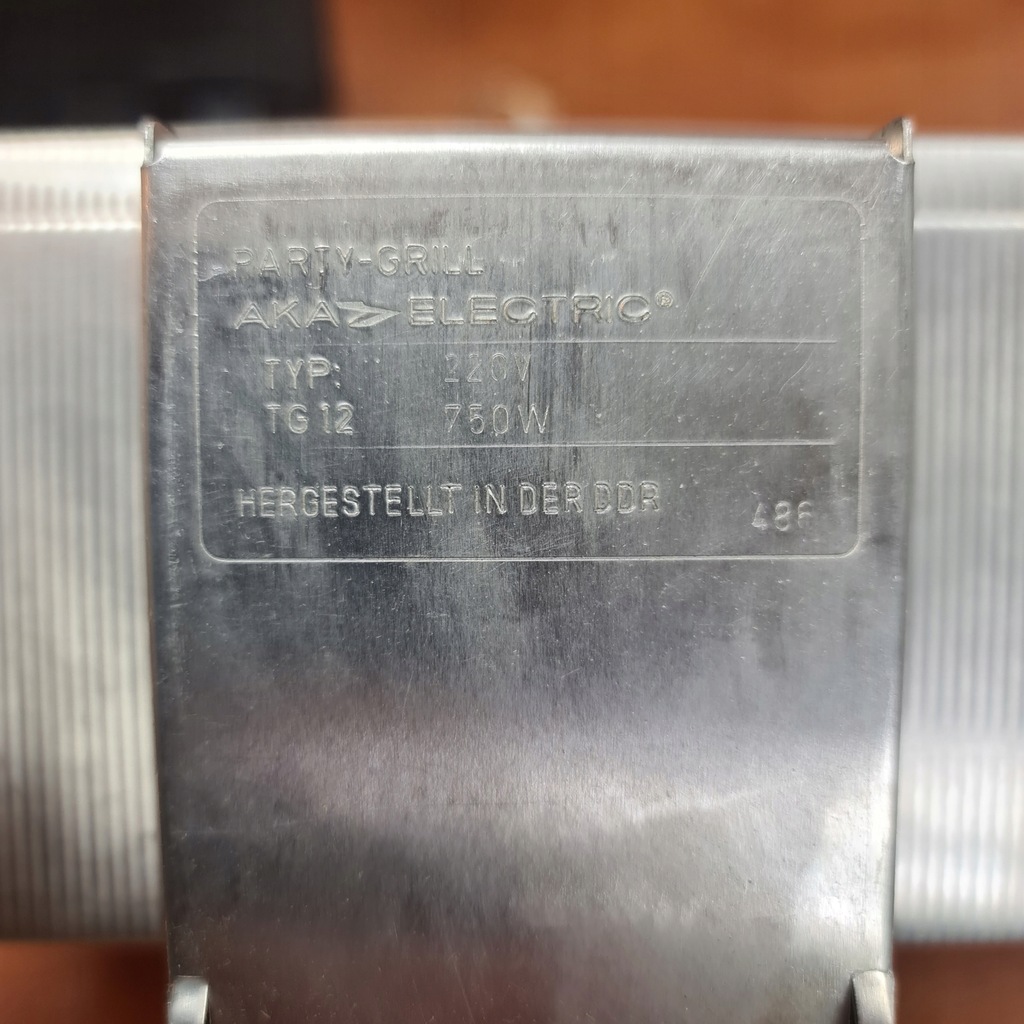 PARTY-GRILL
AKA ELECTRIC®
TYP 220V
TG 12 750W
HERGESTELLT IN DER DDR 486